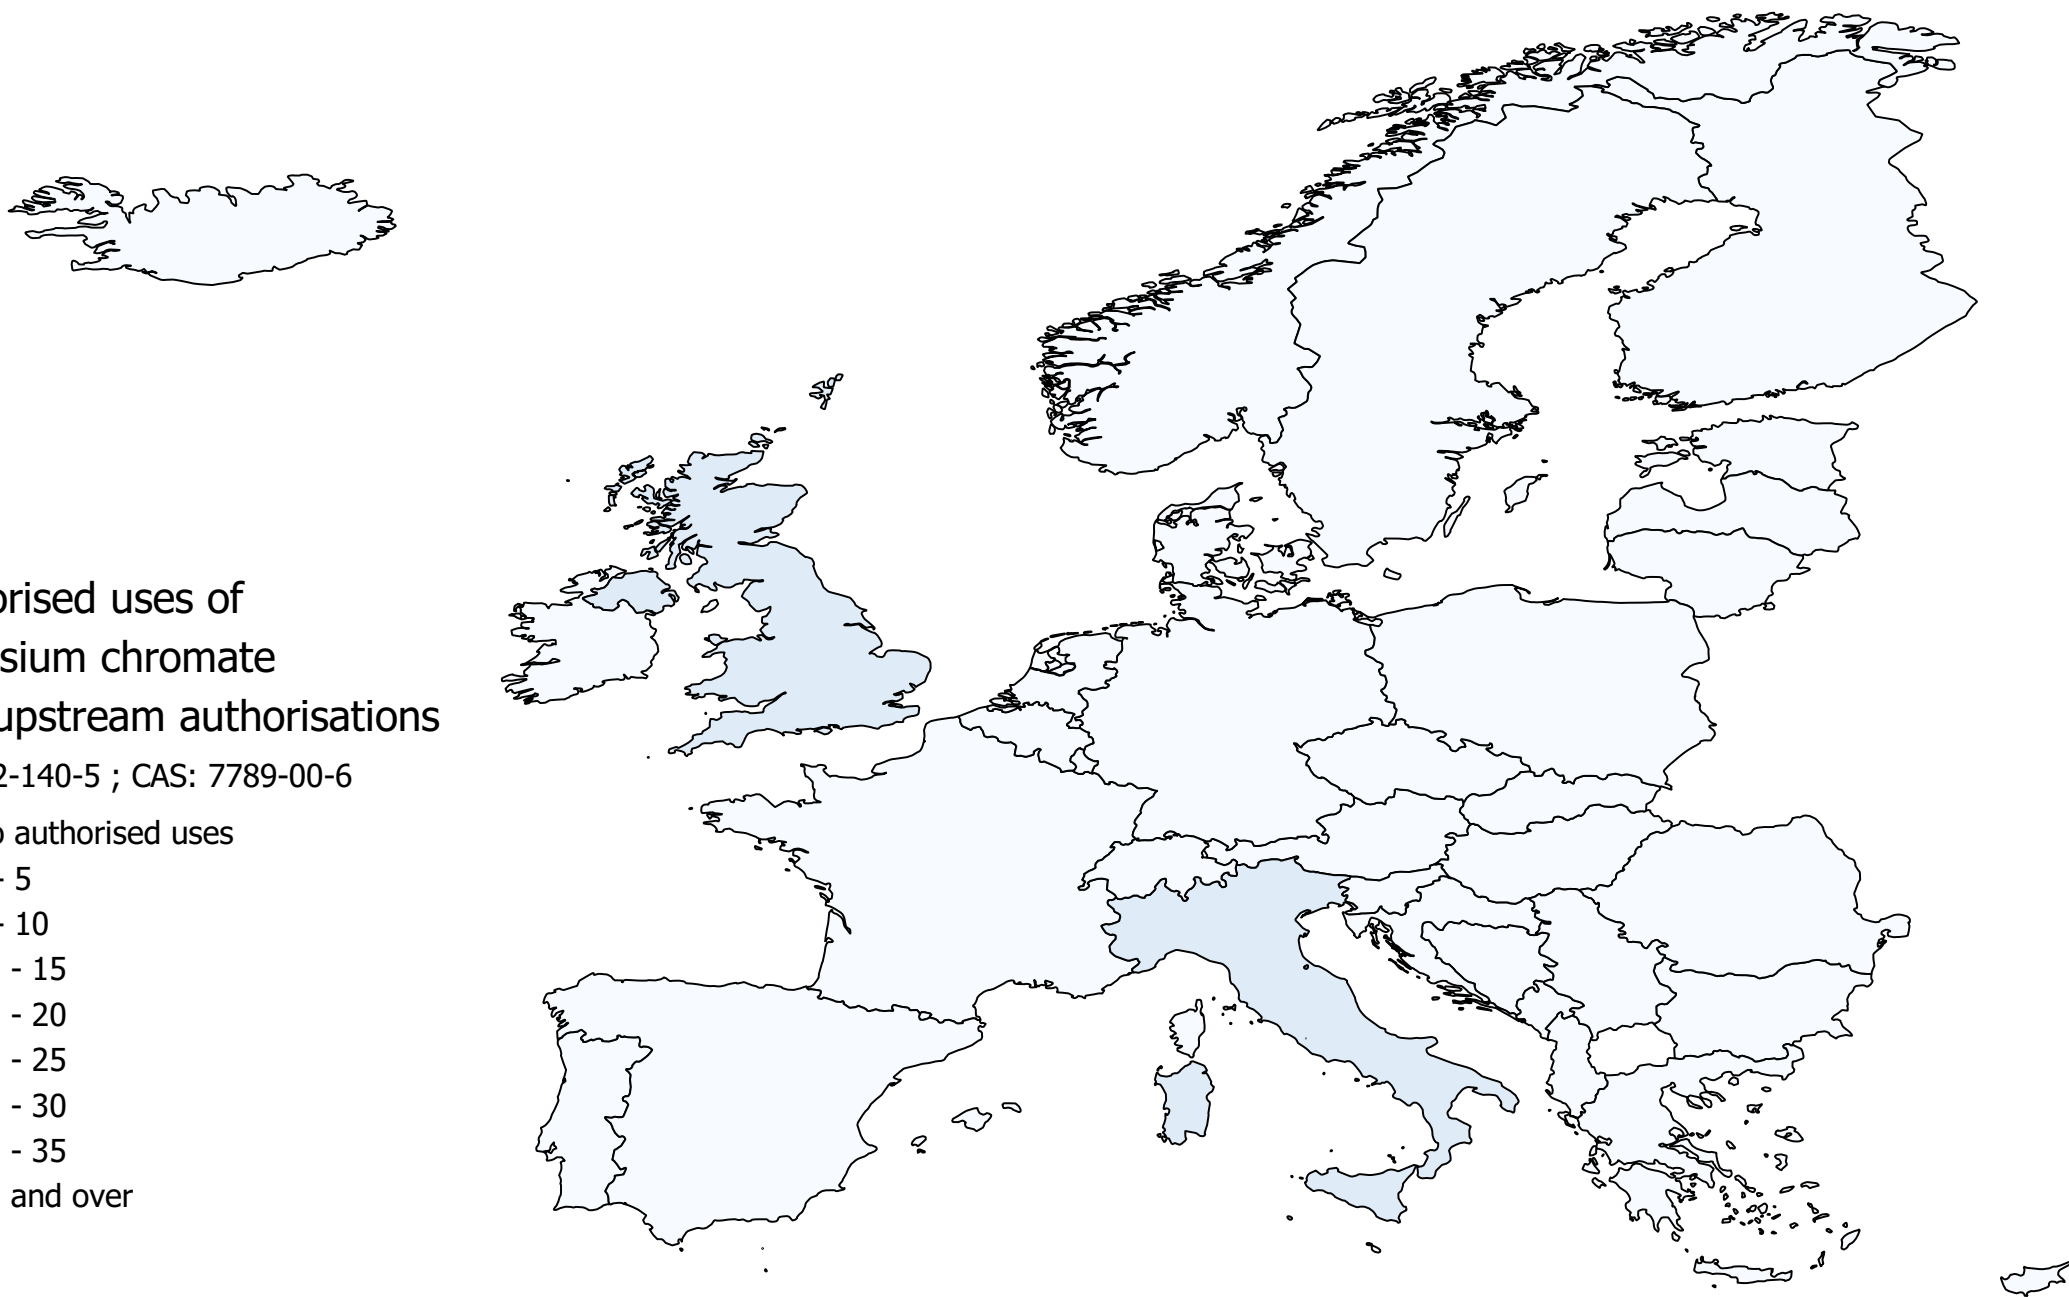 orised uses of
sium chromate
upstream authorisations
2-140-5 ; CAS: 7789-00-6
o authorised uses
- 5
- 10
- 15
- 20
- 25
- 30
- 35
and over